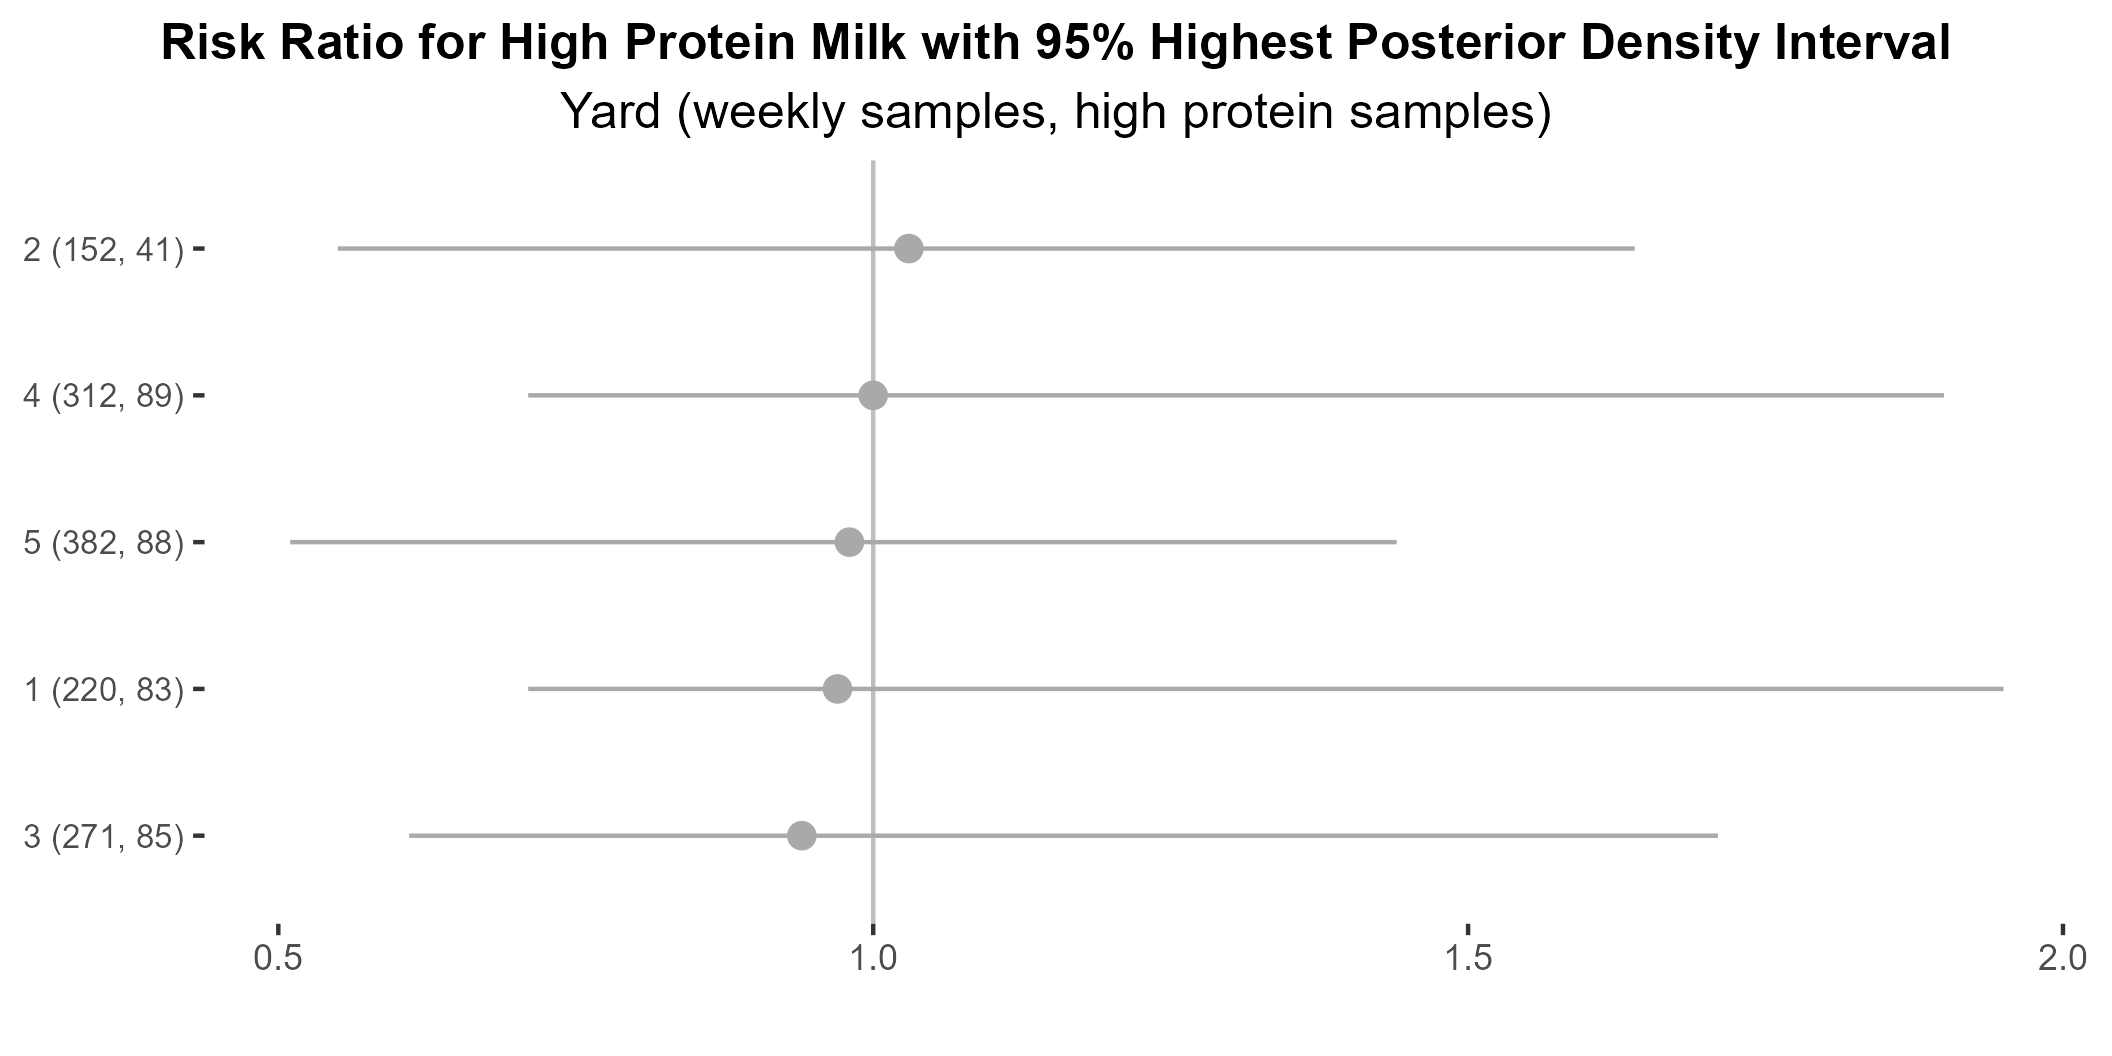 Risk Ratio for High Protein Milk with 95% Highest Posterior Density Interval
Yard (weekly samples, high protein samples)
2 (152, 41)
4 (312, 89)
5 (382, 88)
1 (220, 83)
3 (271, 85)
0.5 1.0 1.5 2.0